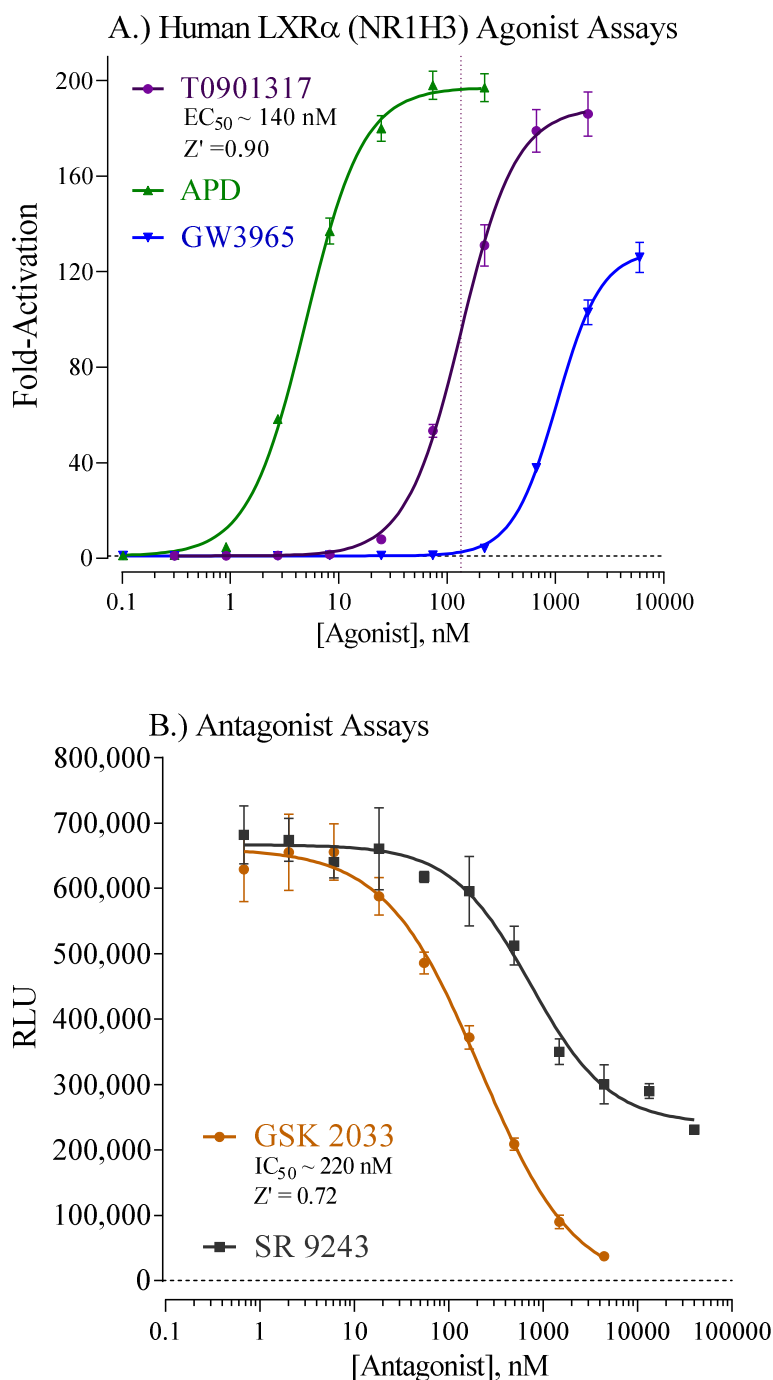 A.) Human LXRα (NR1H3) Agonist Assays
T0901317
EC50 ~ 140 nM
Z' =0.90
APD
GW3965
Fold-Activation
200
160
120
80
40
0
0.1 1 10 100 1000 10000
[Agonist], nM
B.) Antagonist Assays
800,000
700,000
600,000
500,000
400,000
300,000
200,000
100,000
0
RLU
GSK 2033
IC50 ~ 220 nM
Z' = 0.72
SR 9243
0.1 1 10 100 1000 10000 100000
[Antagonist], nM